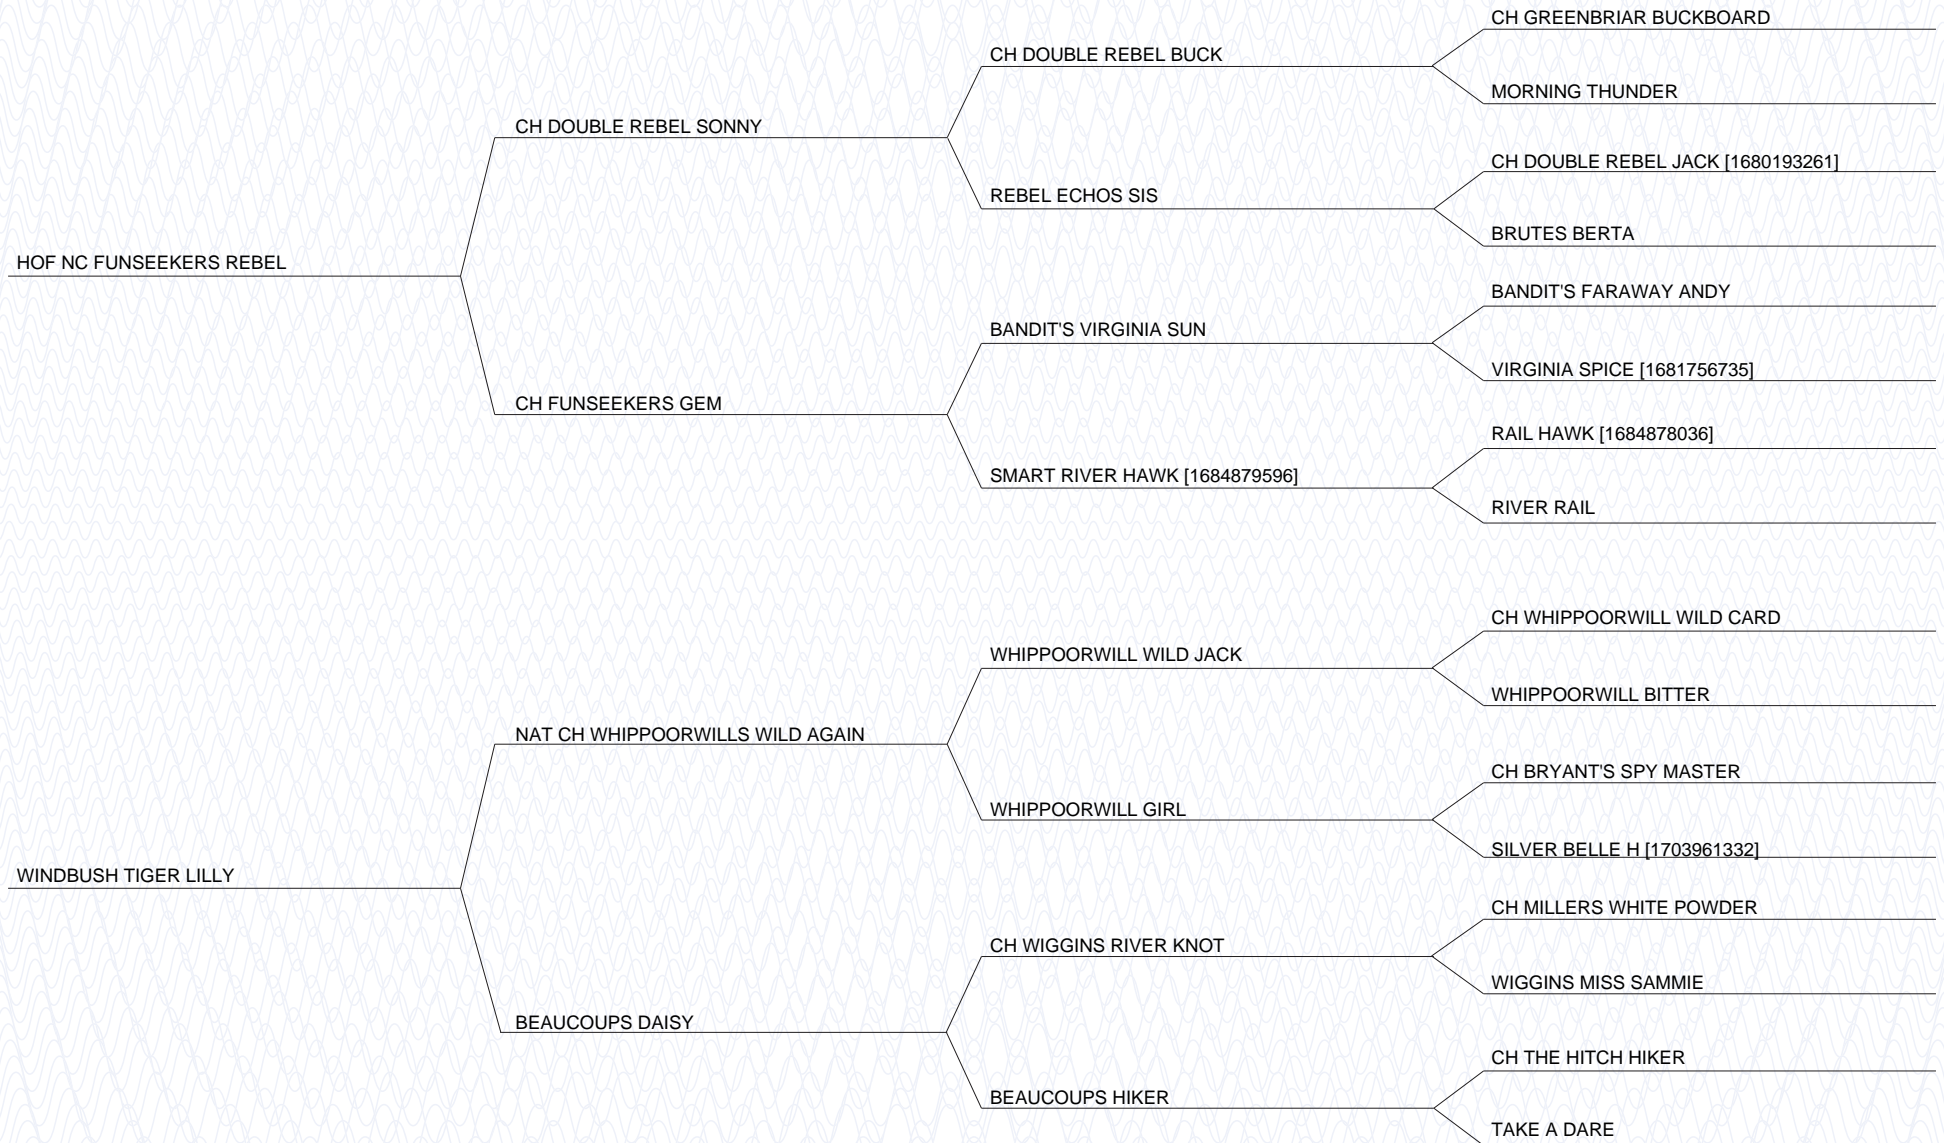 CH GREENBRIAR BUCKBOARD
CH DOUBLE REBEL BUCK
MORNING THUNDER
CH DOUBLE REBEL SONNY
CH DOUBLE REBEL JACK [1680193261]
REBEL ECHOS SIS
BRUTES BERTA
HOF NC FUNSEEKERS REBEL
BANDIT'S FARAWAY ANDY
BANDIT'S VIRGINIA SUN
VIRGINIA SPICE [1681756735]
CH FUNSEEKERS GEM
RAIL HAWK [1684878036]
SMART RIVER HAWK [1684879596]
RIVER RAIL
CH WHIPPOORWILL WILD CARD
WHIPPOORWILL WILD JACK
WHIPPOORWILL BITTER
NAT CH WHIPPOORWILLS WILD AGAIN
CH BRYANT'S SPY MASTER
WHIPPOORWILL GIRL
SILVER BELLE H [1703961332]
WINDBUSH TIGER LILLY
CH MILLERS WHITE POWDER
CH WIGGINS RIVER KNOT
WIGGINS MISS SAMMIE
BEAUCOUPS DAISY
CH THE HITCH HIKER
BEAUCOUPS HIKER
TAKE A DARE